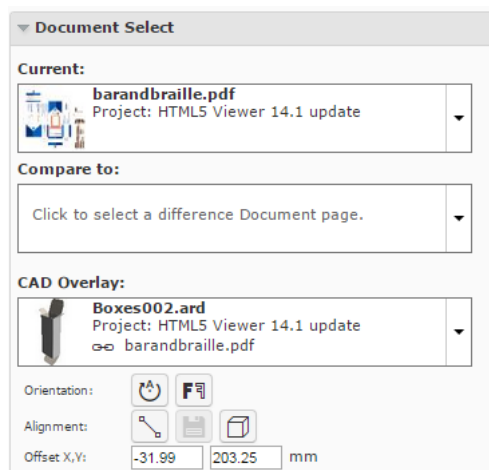 Document Select
Current:
barandbraille.pdf
Project: HTML5 Viewer 14.1 update
Compare to:
Click to select a difference Document page.
CAD Overlay:
Boxes002.ard
Project: HTML5 Viewer 14.1 update
barandbraille.pdf
Orientation:
Alignment:
Offset X,Y: -31.99 203.25 mm